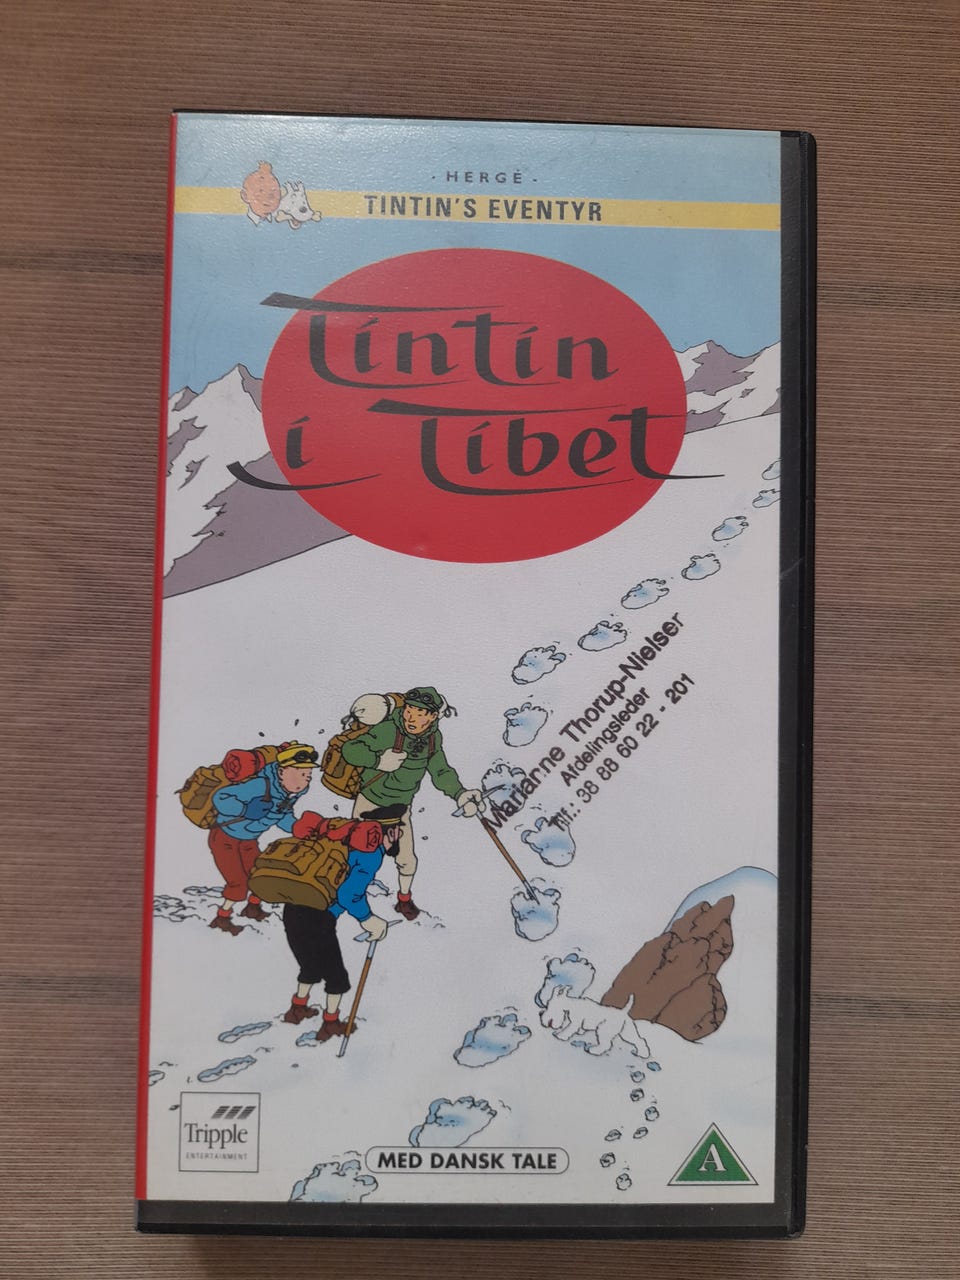 · HERGÉ ·
TINTIN'S EVENTYR
Tintin
i Tibet
Marianne Thorup-Nielsen
Afdelingsleder
Tlf.: 38 88 60 22 - 201
Tripple
ENTERTAINMENT
MED DANSK TALE
A